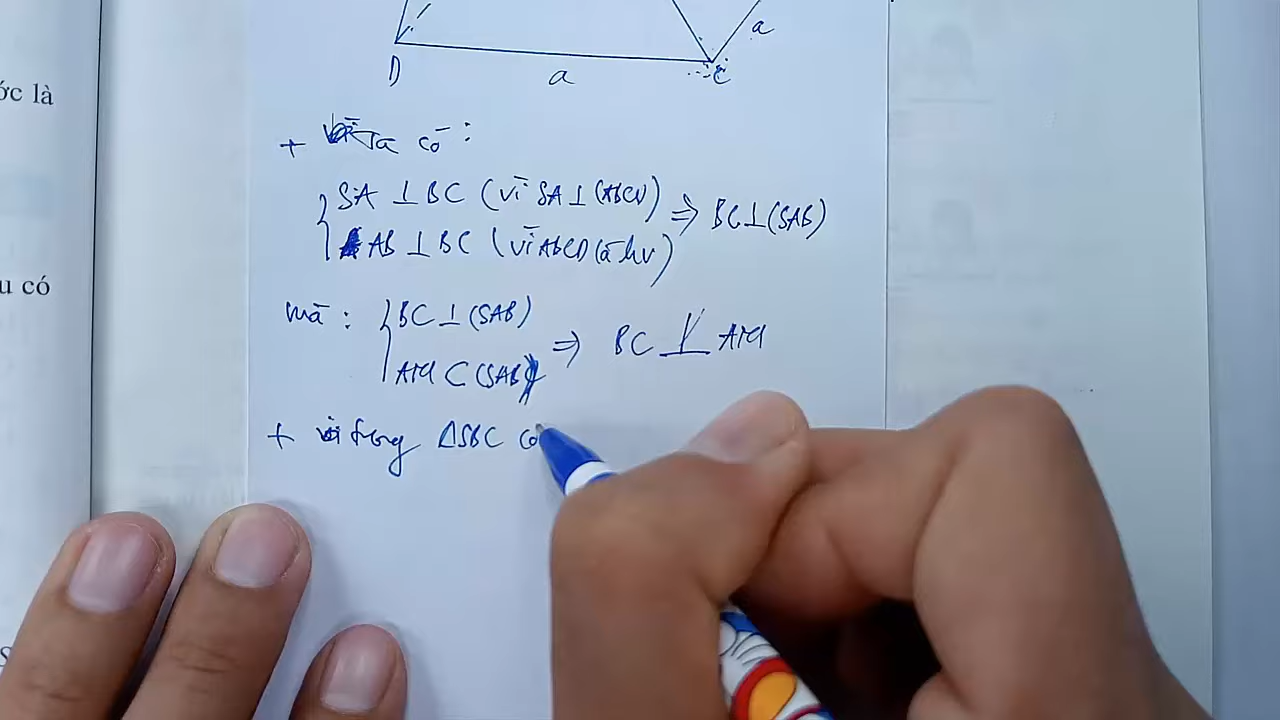 ớc là
u có
S
a
D
a
C
+ Ta có:
SA ⊥ BC (vì SA ⊥ (ABCD) ⇒ BC ⊥ (SAB)
AB ⊥ BC (vì ABCD là hv)
mà: BC ⊥ (SAB)
AM ⊂ (SAB) ⇒ BC ⊥ AM
+ trong ΔSBC có